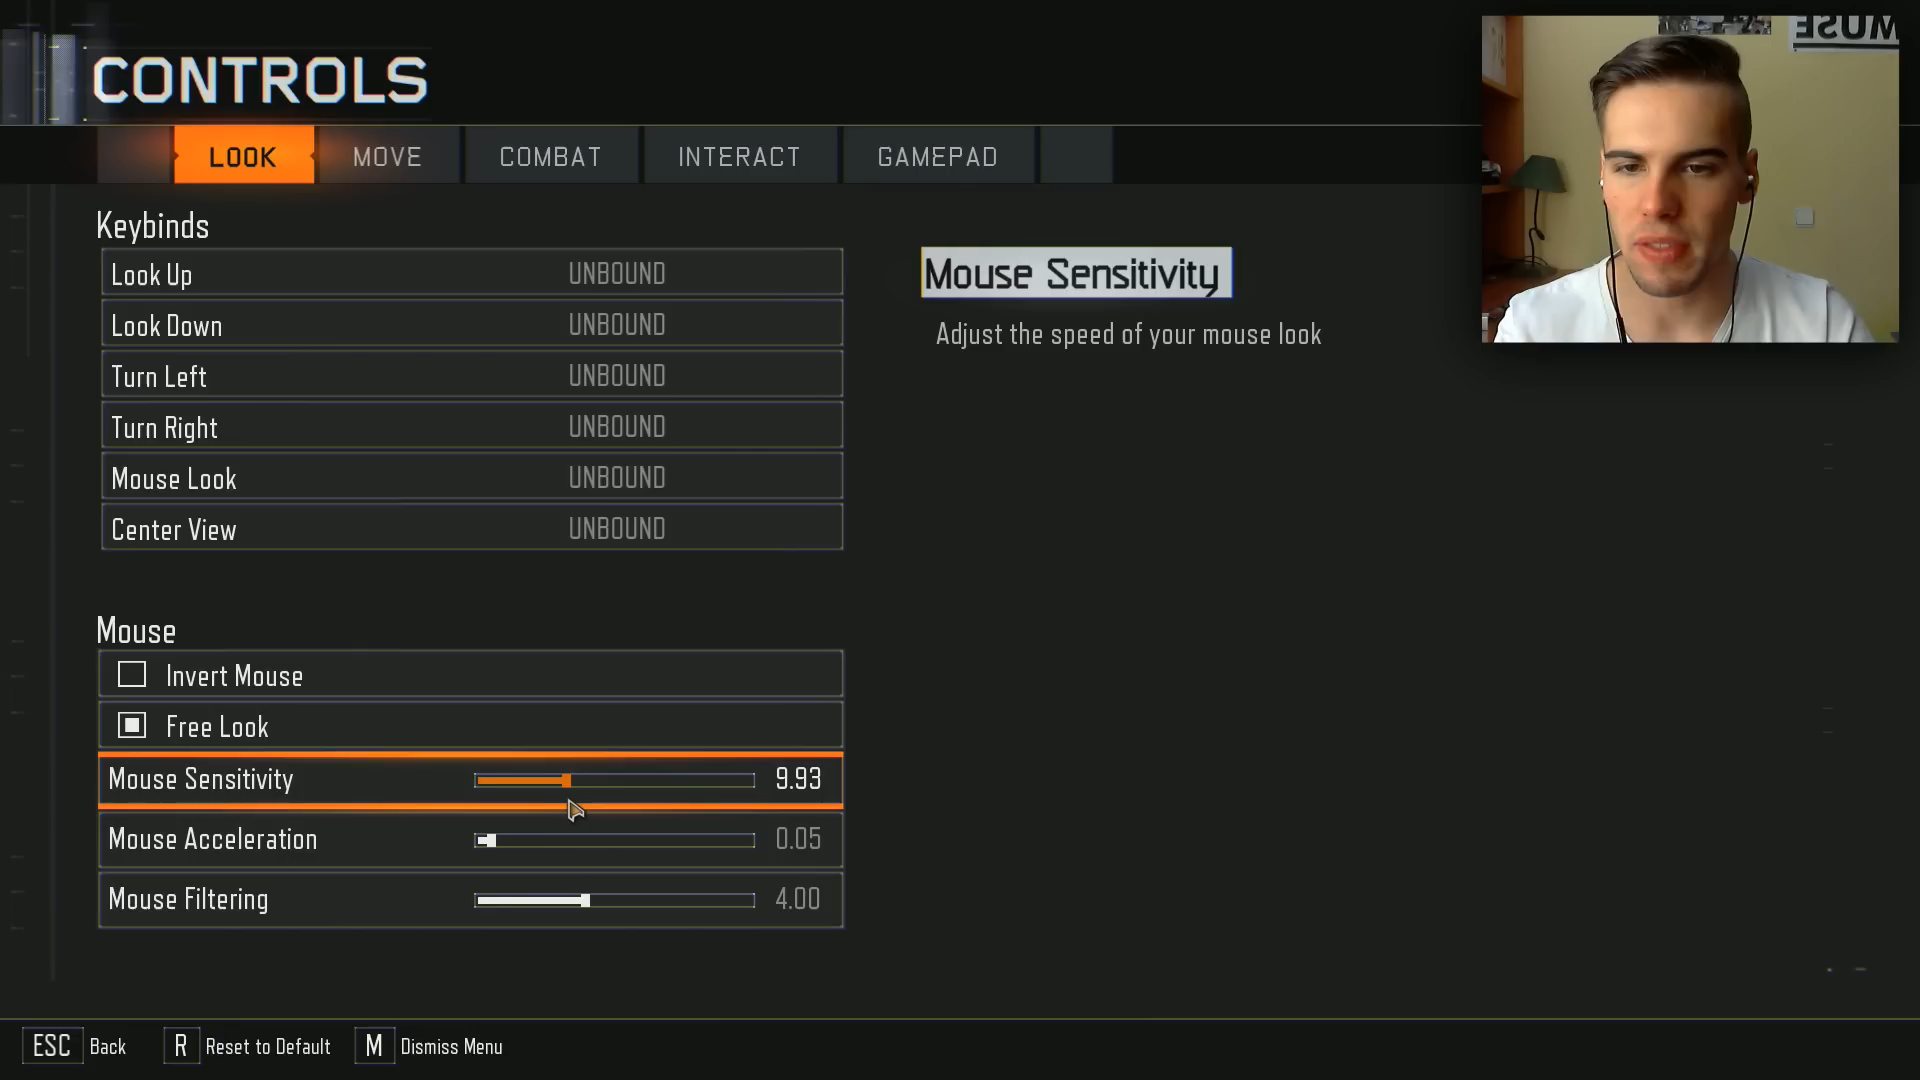 CONTROLS
LOOK MOVE COMBAT INTERACT GAMEPAD
Keybinds
Look Up UNBOUND
Look Down UNBOUND
Turn Left UNBOUND
Turn Right UNBOUND
Mouse Look UNBOUND
Center View UNBOUND
Mouse
Invert Mouse
Free Look
Mouse Sensitivity 9.93
Mouse Acceleration 0.05
Mouse Filtering 4.00
Mouse Sensitivity
Adjust the speed of your mouse look
MUSE
ESC Back R Reset to Default M Dismiss Menu